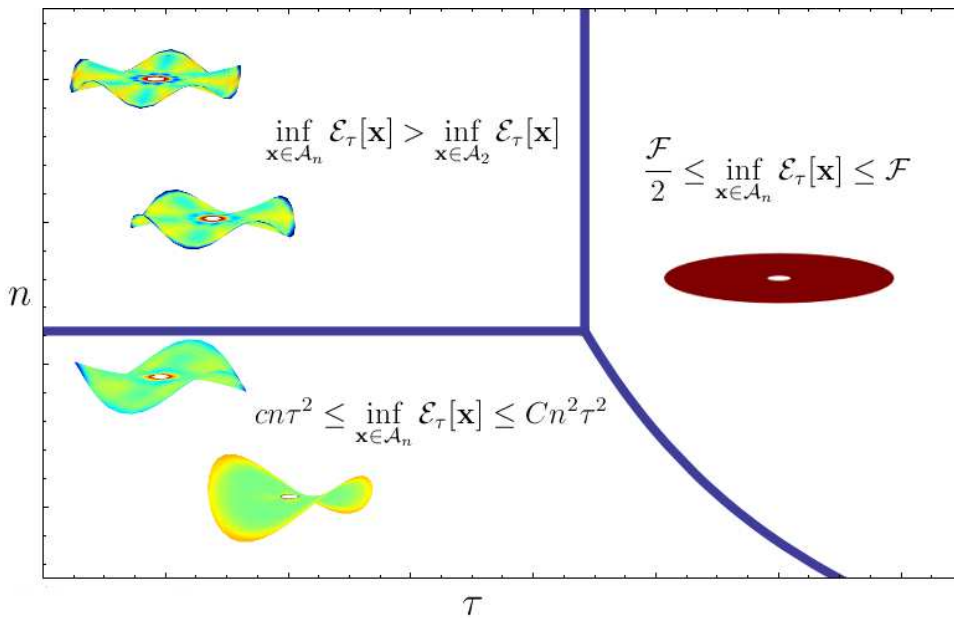 inf_{x∈𝒜_n} ℰ_τ[x] > inf_{x∈𝒜_2} ℰ_τ[x]
ℱ/2 ≤ inf_{x∈𝒜_n} ℰ_τ[x] ≤ ℱ
n
cnτ² ≤ inf_{x∈𝒜_n} ℰ_τ[x] ≤ Cn²τ²
τ